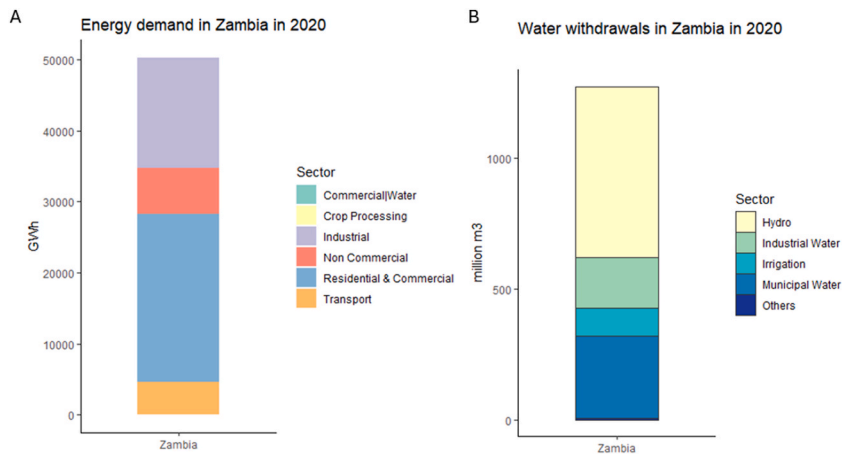 A
Energy demand in Zambia in 2020
50000
40000
30000
20000
10000
0
GWh
Zambia
Sector
Commercial|Water
Crop Processing
Industrial
Non Commercial
Residential & Commercial
Transport
B
Water withdrawals in Zambia in 2020
1000
500
0
million m3
Zambia
Sector
Hydro
Industrial Water
Irrigation
Municipal Water
Others